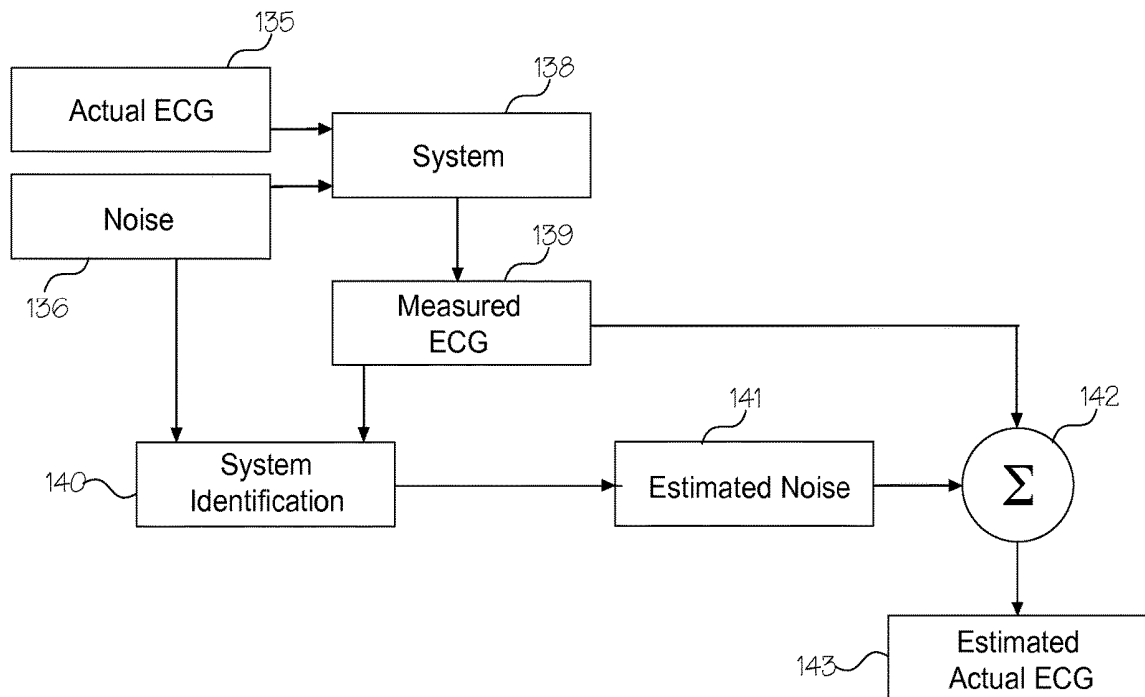 135
Actual ECG
138
System
Noise
136
139
Measured
ECG
140
System
Identification
141
Estimated Noise
142
Σ
143
Estimated
Actual ECG